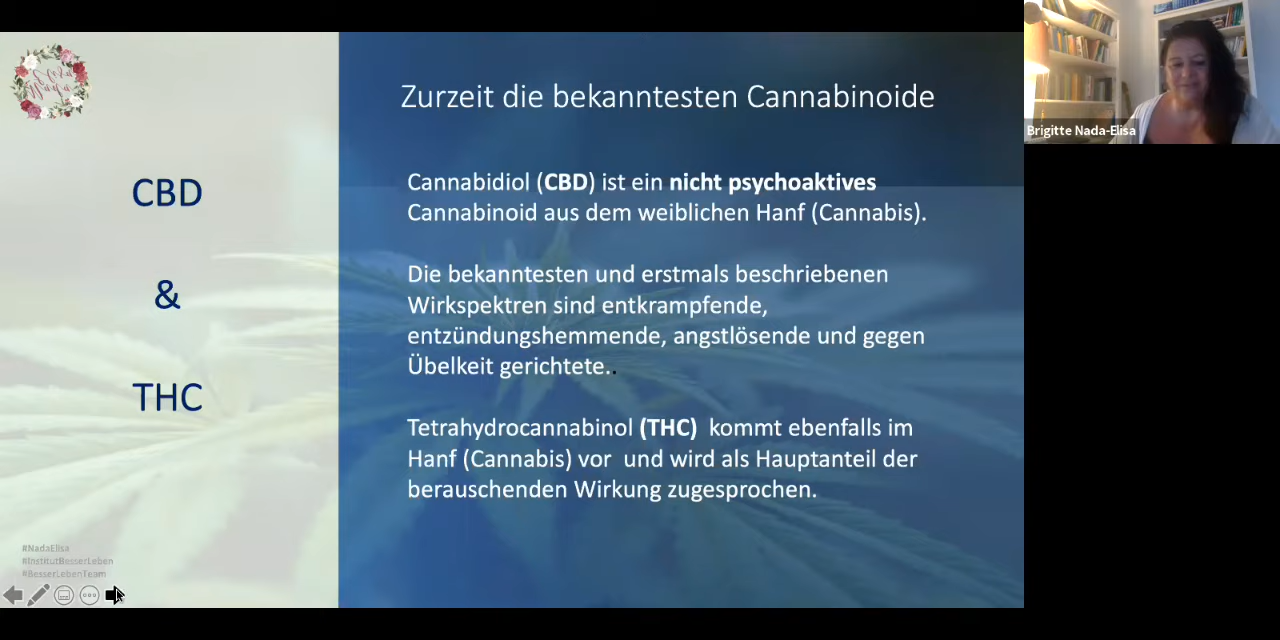 Zurzeit die bekanntesten Cannabinoide
CBD
&
THC
Cannabidiol (CBD) ist ein nicht psychoaktives
Cannabinoid aus dem weiblichen Hanf (Cannabis).
Die bekanntesten und erstmals beschriebenen
Wirkspektren sind entkrampfende,
entzündungshemmende, angstlösende und gegen
Übelkeit gerichtete..
Tetrahydrocannabinol (THC)  kommt ebenfalls im
Hanf (Cannabis) vor  und wird als Hauptanteil der
berauschenden Wirkung zugesprochen.
#NadaElisa
#InstitutBesserLeben
#BesserLebenTeam
Brigitte Nada-Elisa